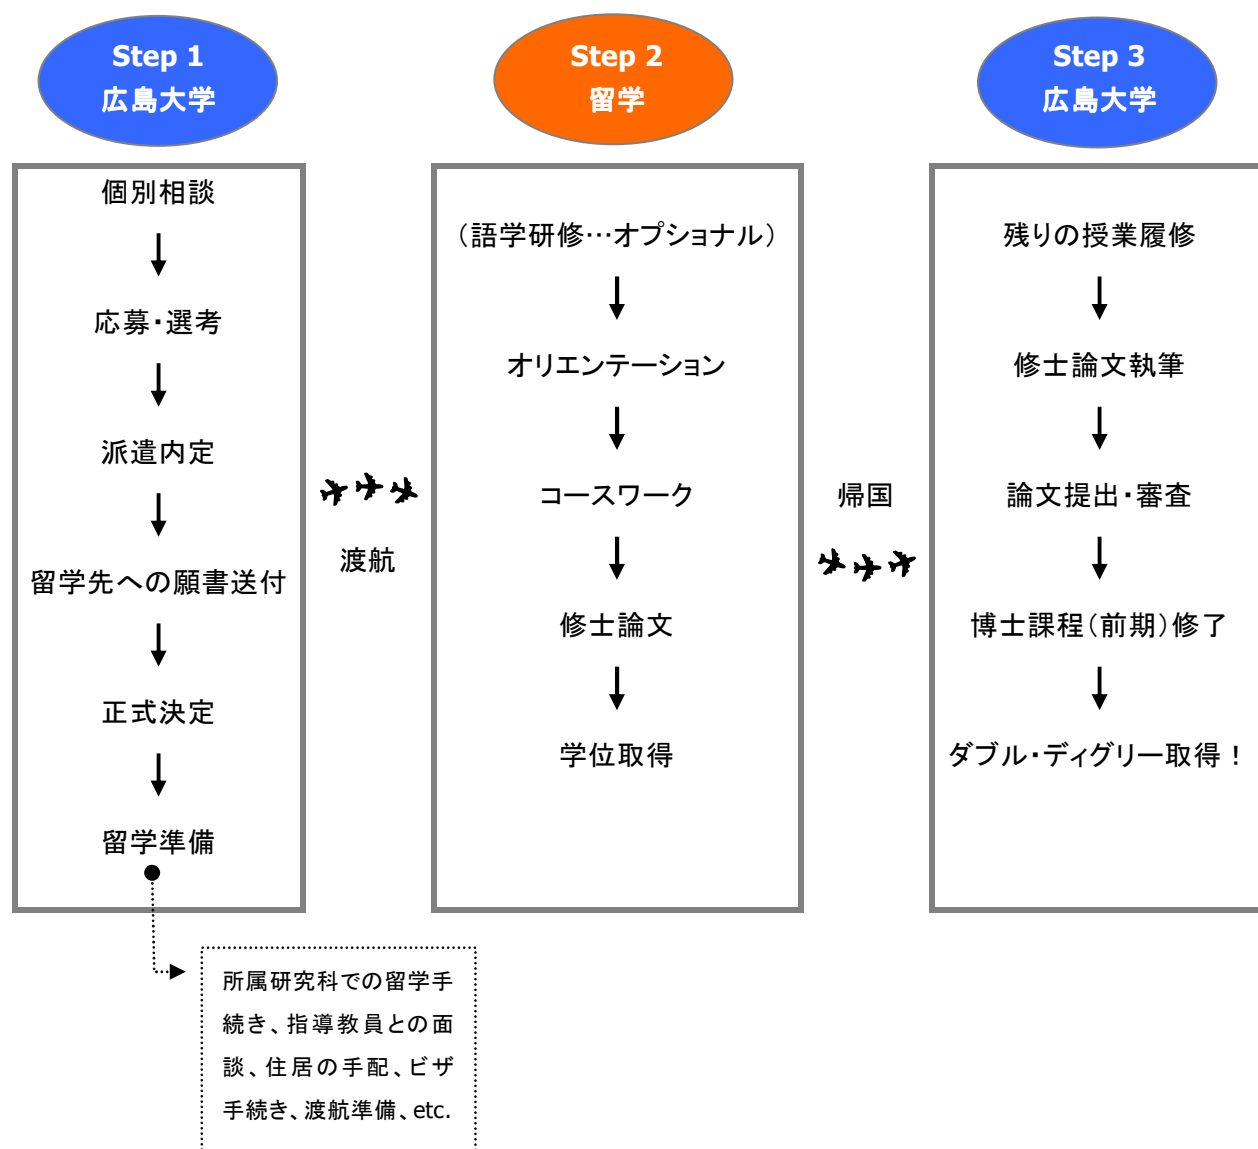 Step 1
広島大学
個別相談
応募・選考
派遣内定
留学先への願書送付
正式決定
留学準備
所属研究科での留学手
続き、指導教員との面
談、住居の手配、ビザ
手続き、渡航準備、etc.
渡航
Step 2
留学
（語学研修…オプショナル）
オリエンテーション
コースワーク
修士論文
学位取得
帰国
Step 3
広島大学
残りの授業履修
修士論文執筆
論文提出・審査
博士課程（前期）修了
ダブル・ディグリー取得！